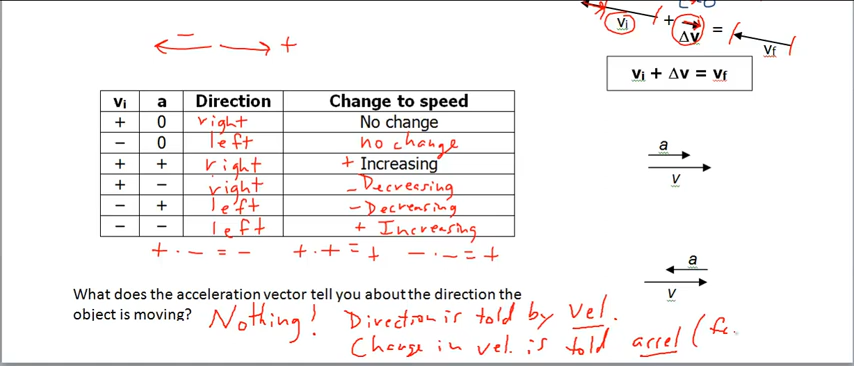 vi + Δv = vf
− +
vi + Δv = vf
vi a Direction Change to speed
+ 0 right No change
− 0 left no change
+ + right + Increasing
+ − right − Decreasing
− + left − Decreasing
− − left + Increasing
+ · − = − + · + = + − · − = +
a
v
a
v
What does the acceleration vector tell you about the direction the
object is moving? Nothing! Direction is told by vel.
Change in vel. is told accel (